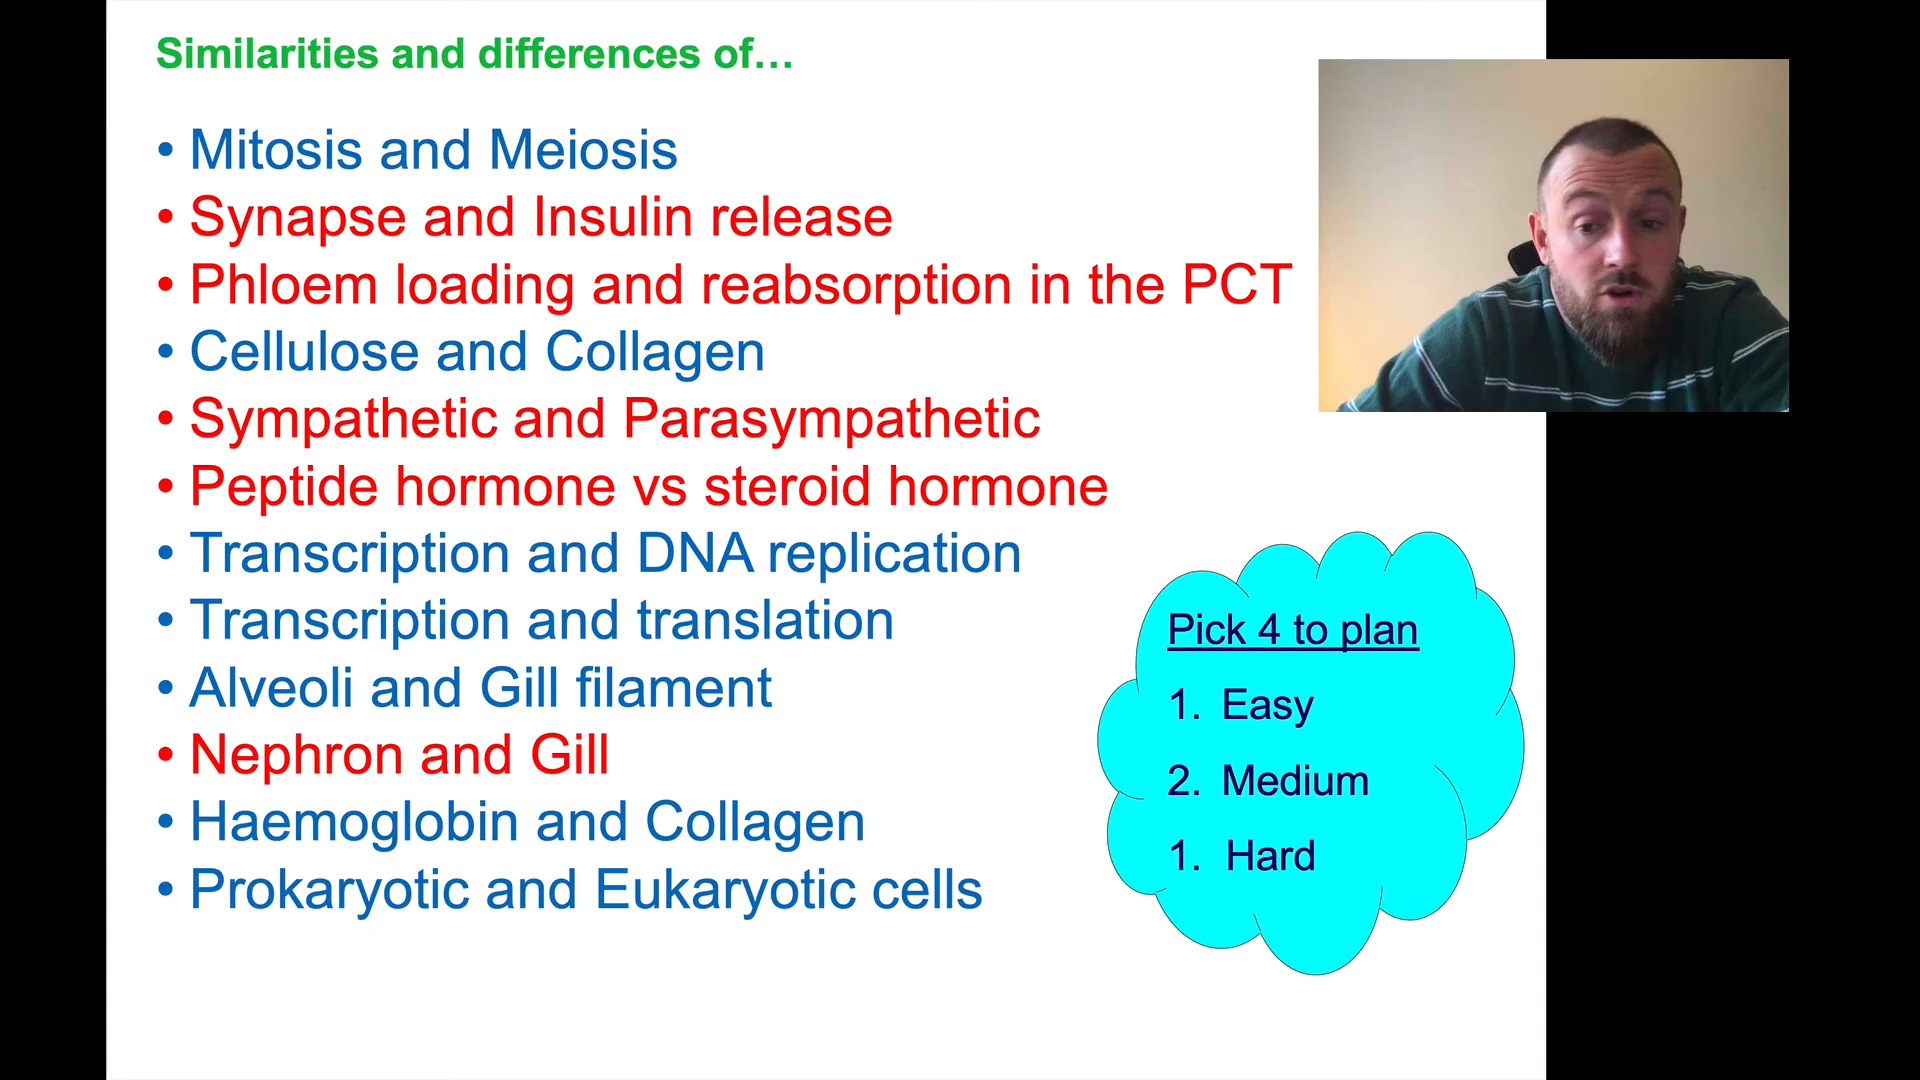 Similarities and differences of…
• Mitosis and Meiosis
• Synapse and Insulin release
• Phloem loading and reabsorption in the PCT
• Cellulose and Collagen
• Sympathetic and Parasympathetic
• Peptide hormone vs steroid hormone
• Transcription and DNA replication
• Transcription and translation
• Alveoli and Gill filament
• Nephron and Gill
• Haemoglobin and Collagen
• Prokaryotic and Eukaryotic cells
Pick 4 to plan
1. Easy
2. Medium
1. Hard